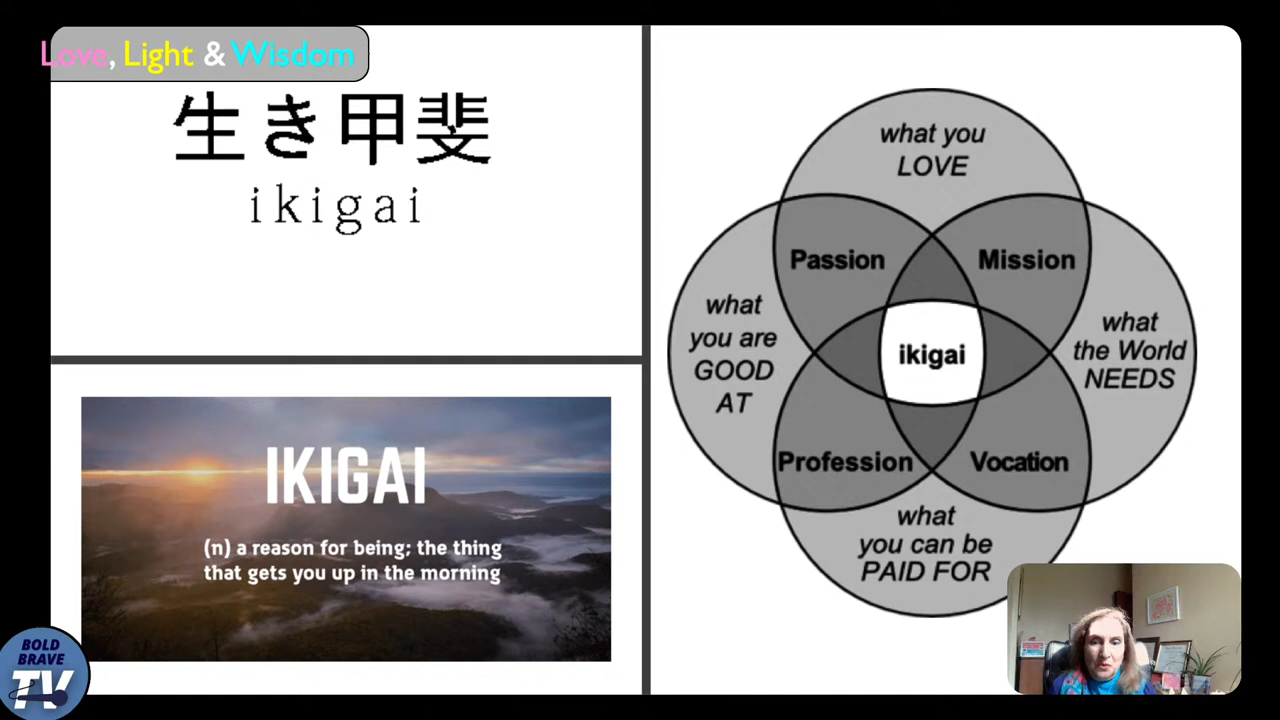 Love, Light & Wisdom
生き甲斐
ikigai
IKIGAI
(n) a reason for being; the thing
that gets you up in the morning
what you
LOVE
Passion
Mission
what
you are
GOOD
AT
ikigai
what
the World
NEEDS
Profession
Vocation
what
you can be
PAID FOR
BOLD
BRAVE
TV